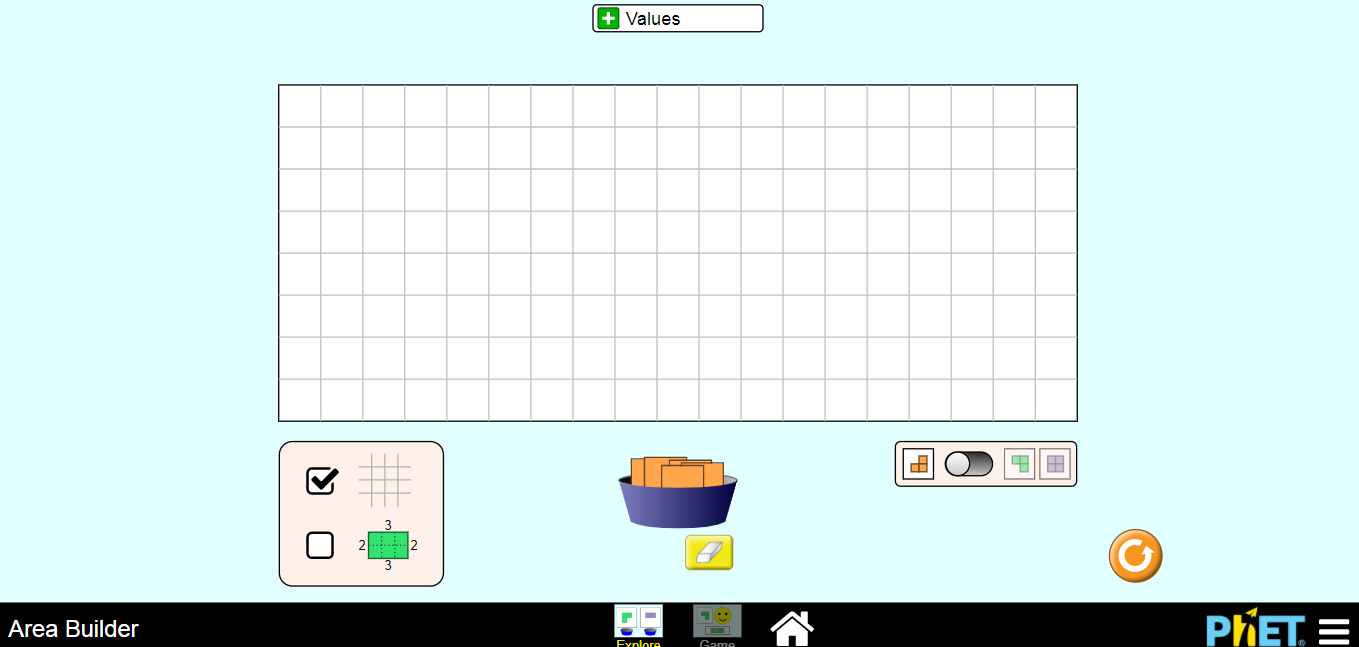 Values
3
2 2
3
Area Builder
Explore
Game
PhET